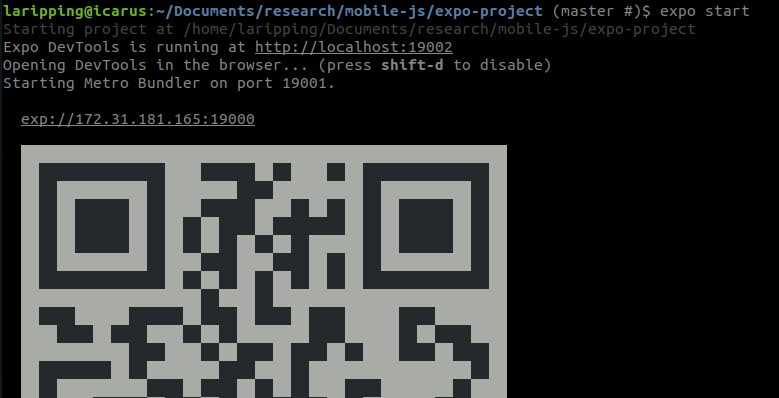 laripping@icarus:~/Documents/research/mobile-js/expo-project (master #)$ expo start
Starting project at /home/laripping/Documents/research/mobile-js/expo-project
Expo DevTools is running at http://localhost:19002
Opening DevTools in the browser... (press shift-d to disable)
Starting Metro Bundler on port 19001.
exp://172.31.181.165:19000